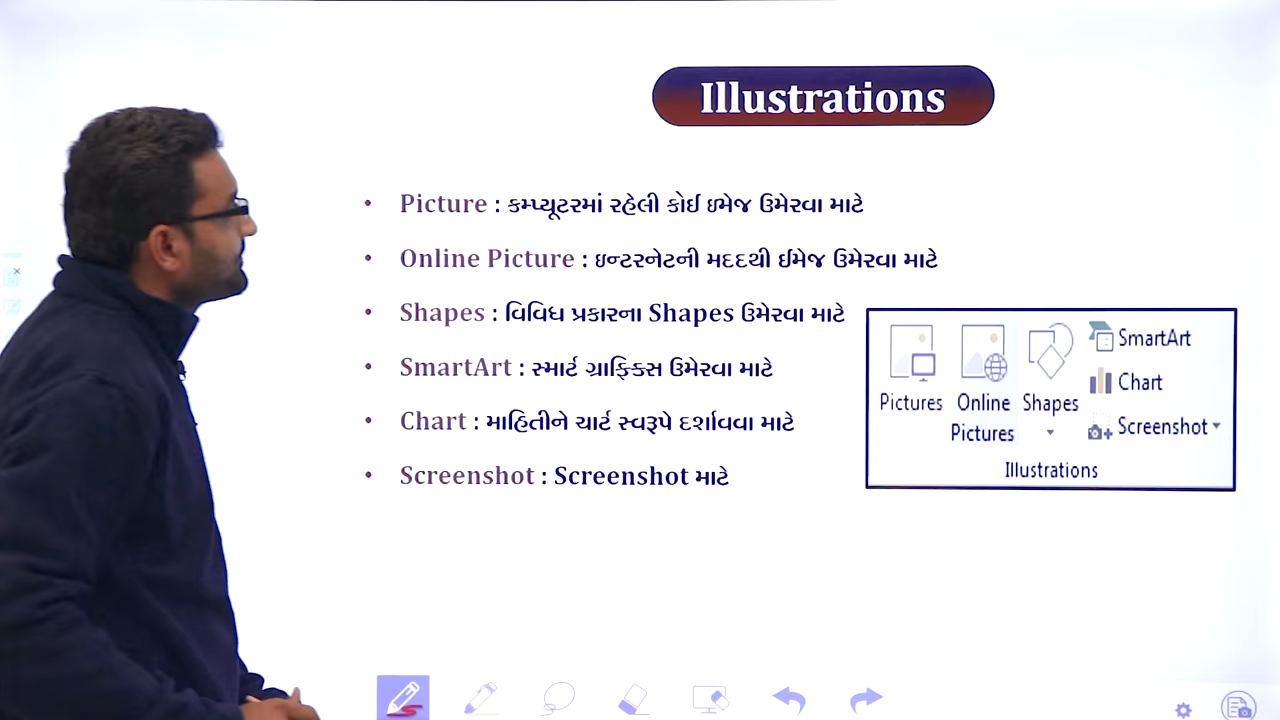 Illustrations
• Picture : કમ્પ્યૂટરમાં રહેલી કોઈ ઇમેજ ઉમેરવા માટે
• Online Picture : ઇન્ટરનેટની મદદથી ઈમેજ ઉમેરવા માટે
• Shapes : વિવિધ પ્રકારના Shapes ઉમેરવા માટે
• SmartArt : સ્માર્ટ ગ્રાફિક્સ ઉમેરવા માટે
• Chart : માહિતીને ચાર્ટ સ્વરૂપે દર્શાવવા માટે
• Screenshot : Screenshot માટે
Pictures
Online
Pictures
Shapes
SmartArt
Chart
Screenshot
Illustrations